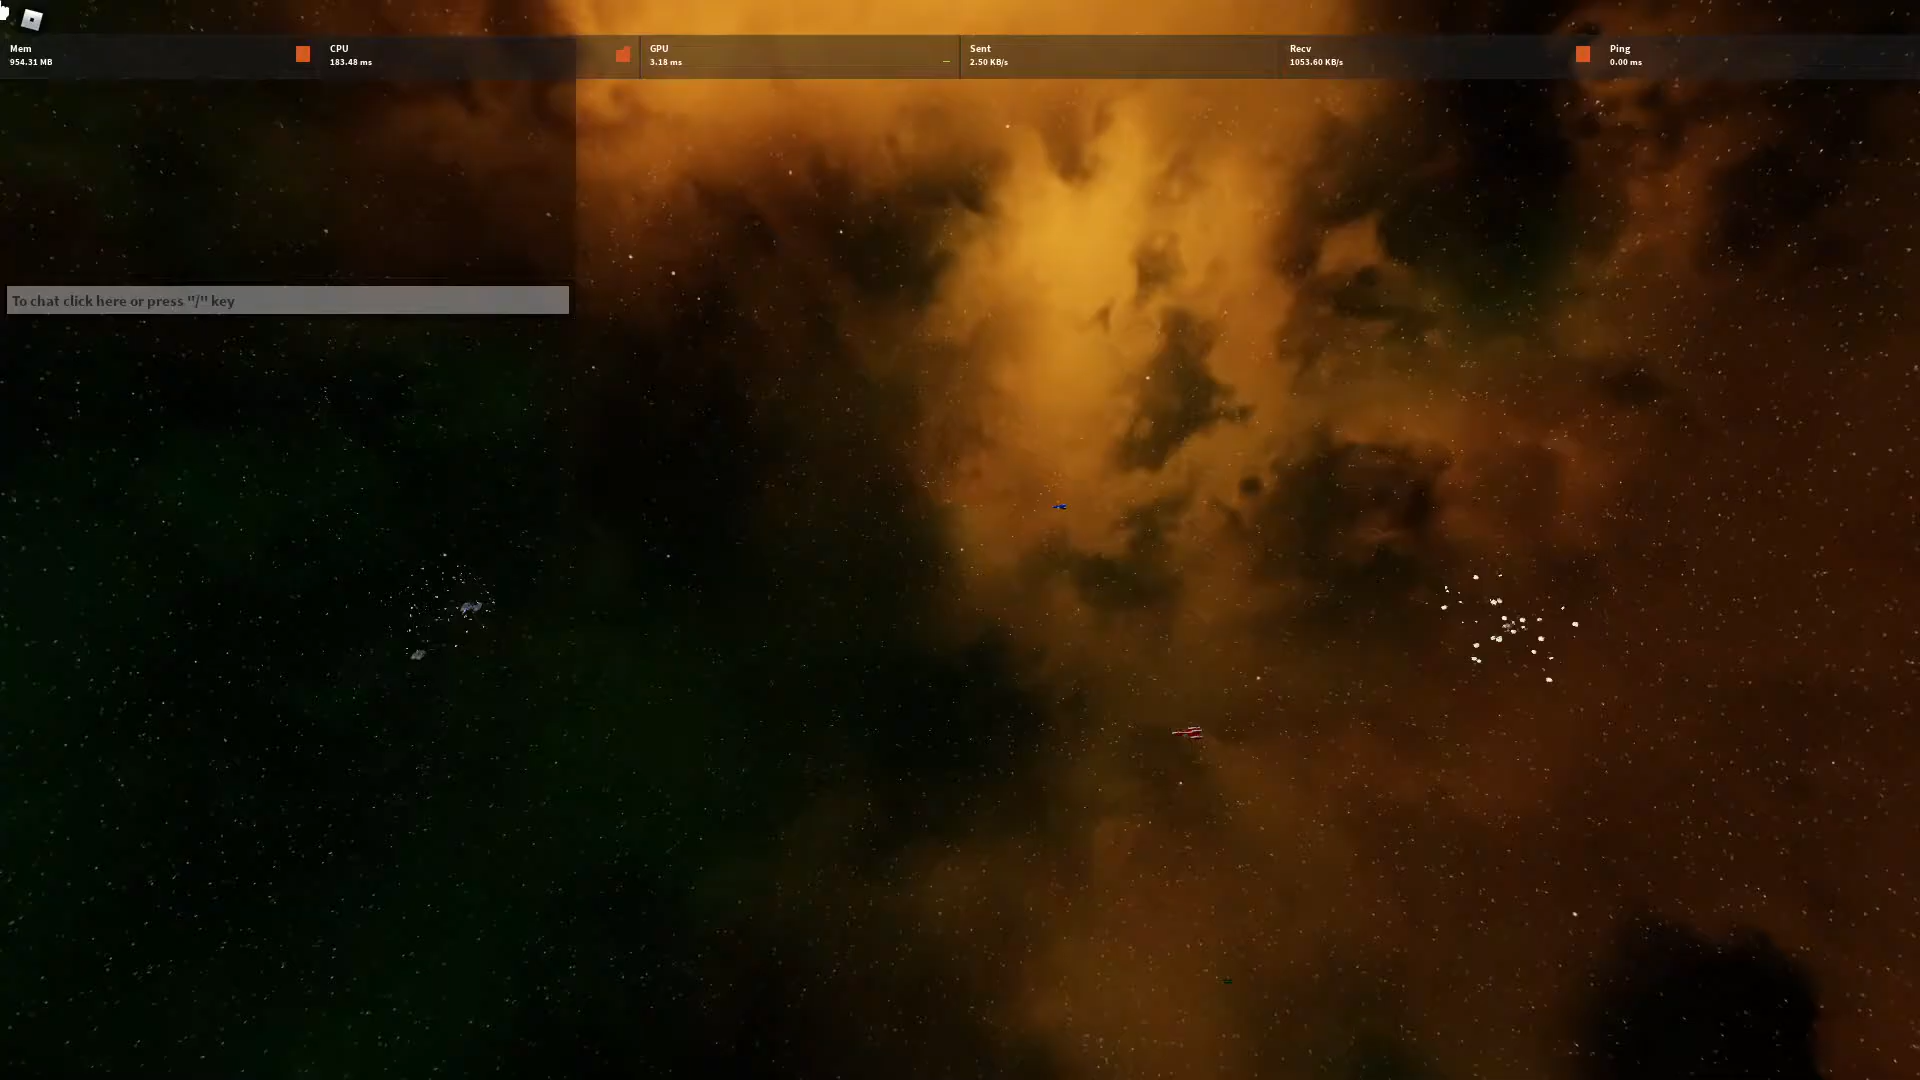 Mem
954.31 MB
CPU
183.48 ms
GPU
3.18 ms
Sent
2.50 KB/s
Recv
1053.60 KB/s
Ping
0.00 ms
To chat click here or press "/" key